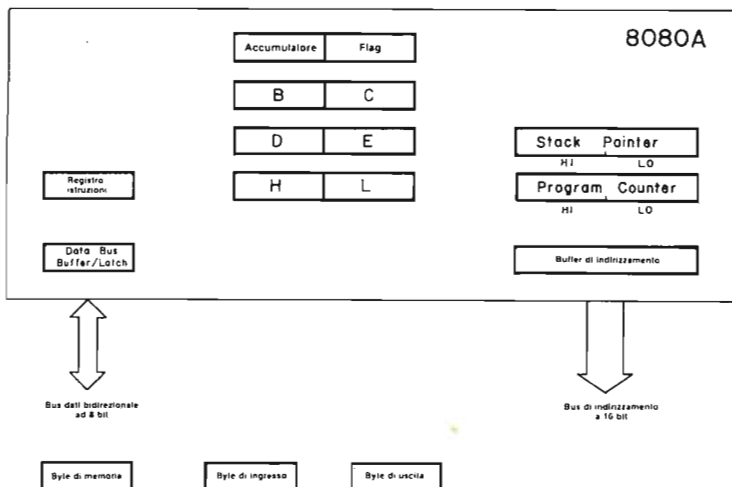 8080A
Accumulatore Flag
B C
D E
H L
Stack Pointer
HI LO
Program Counter
HI LO
Registro
istruzioni
Data Bus
Buffer/Latch
Buffer di indirizzamento
Bus dati bidirezionale
ad 8 bit
Bus di indirizzamento
a 16 bit
Byte di memoria
Byte di ingresso
Byte di uscita